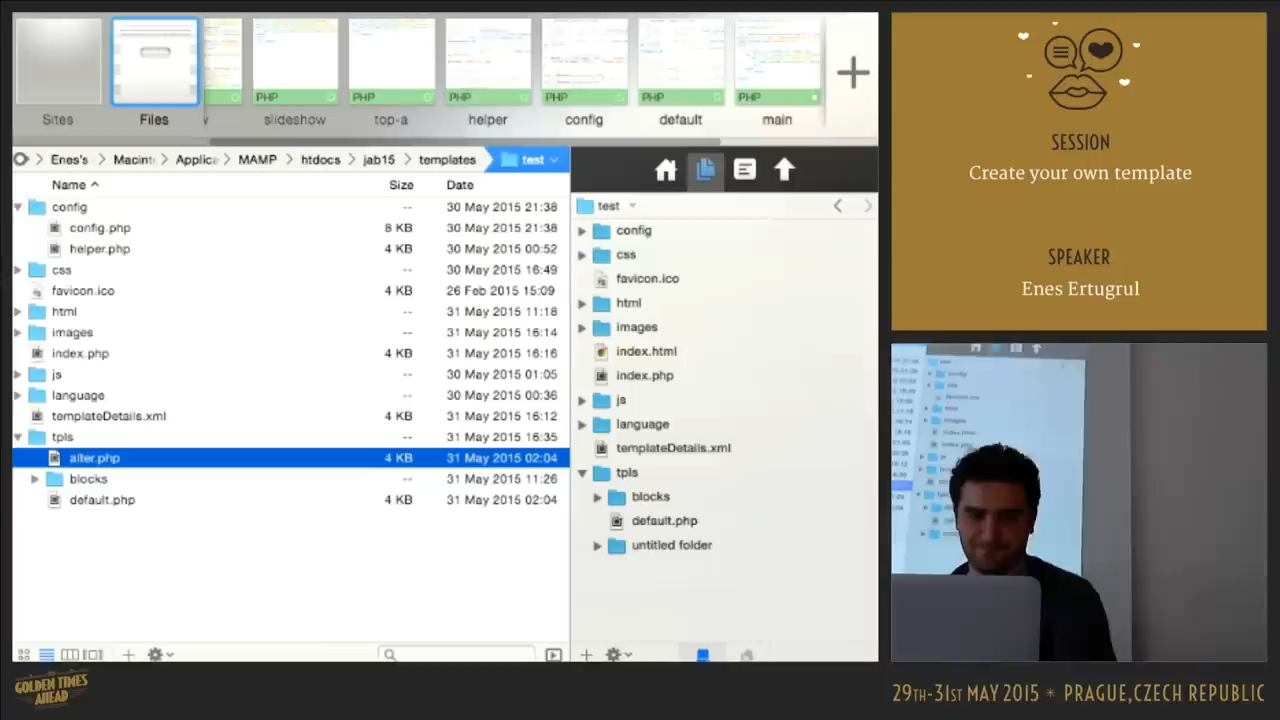 PHP PHP PHP PHP PHP PHP
Sites Files slideshow top-a helper config default main
Enes's Macint Applica MAMP htdocs jab15 templates test
Name Size Date
config -- 30 May 2015 21:38
config.php 8 KB 30 May 2015 21:38
helper.php 4 KB 30 May 2015 00:52
css -- 30 May 2015 16:49
favicon.ico 4 KB 26 Feb 2015 15:09
html -- 31 May 2015 11:18
images -- 31 May 2015 16:14
index.php 4 KB 31 May 2015 16:16
js -- 30 May 2015 01:05
language -- 30 May 2015 00:36
templateDetails.xml 4 KB 31 May 2015 16:12
tpls -- 31 May 2015 16:35
alter.php 4 KB 31 May 2015 02:04
blocks -- 31 May 2015 11:26
default.php 4 KB 31 May 2015 02:04
test
config
css
favicon.ico
html
images
index.html
index.php
js
language
templateDetails.xml
tpls
blocks
default.php
untitled folder
SESSION
Create your own template
SPEAKER
Enes Ertugrul
GOLDEN TIMES
AHEAD
29TH-31ST MAY 2015 * PRAGUE, CZECH REPUBLIC